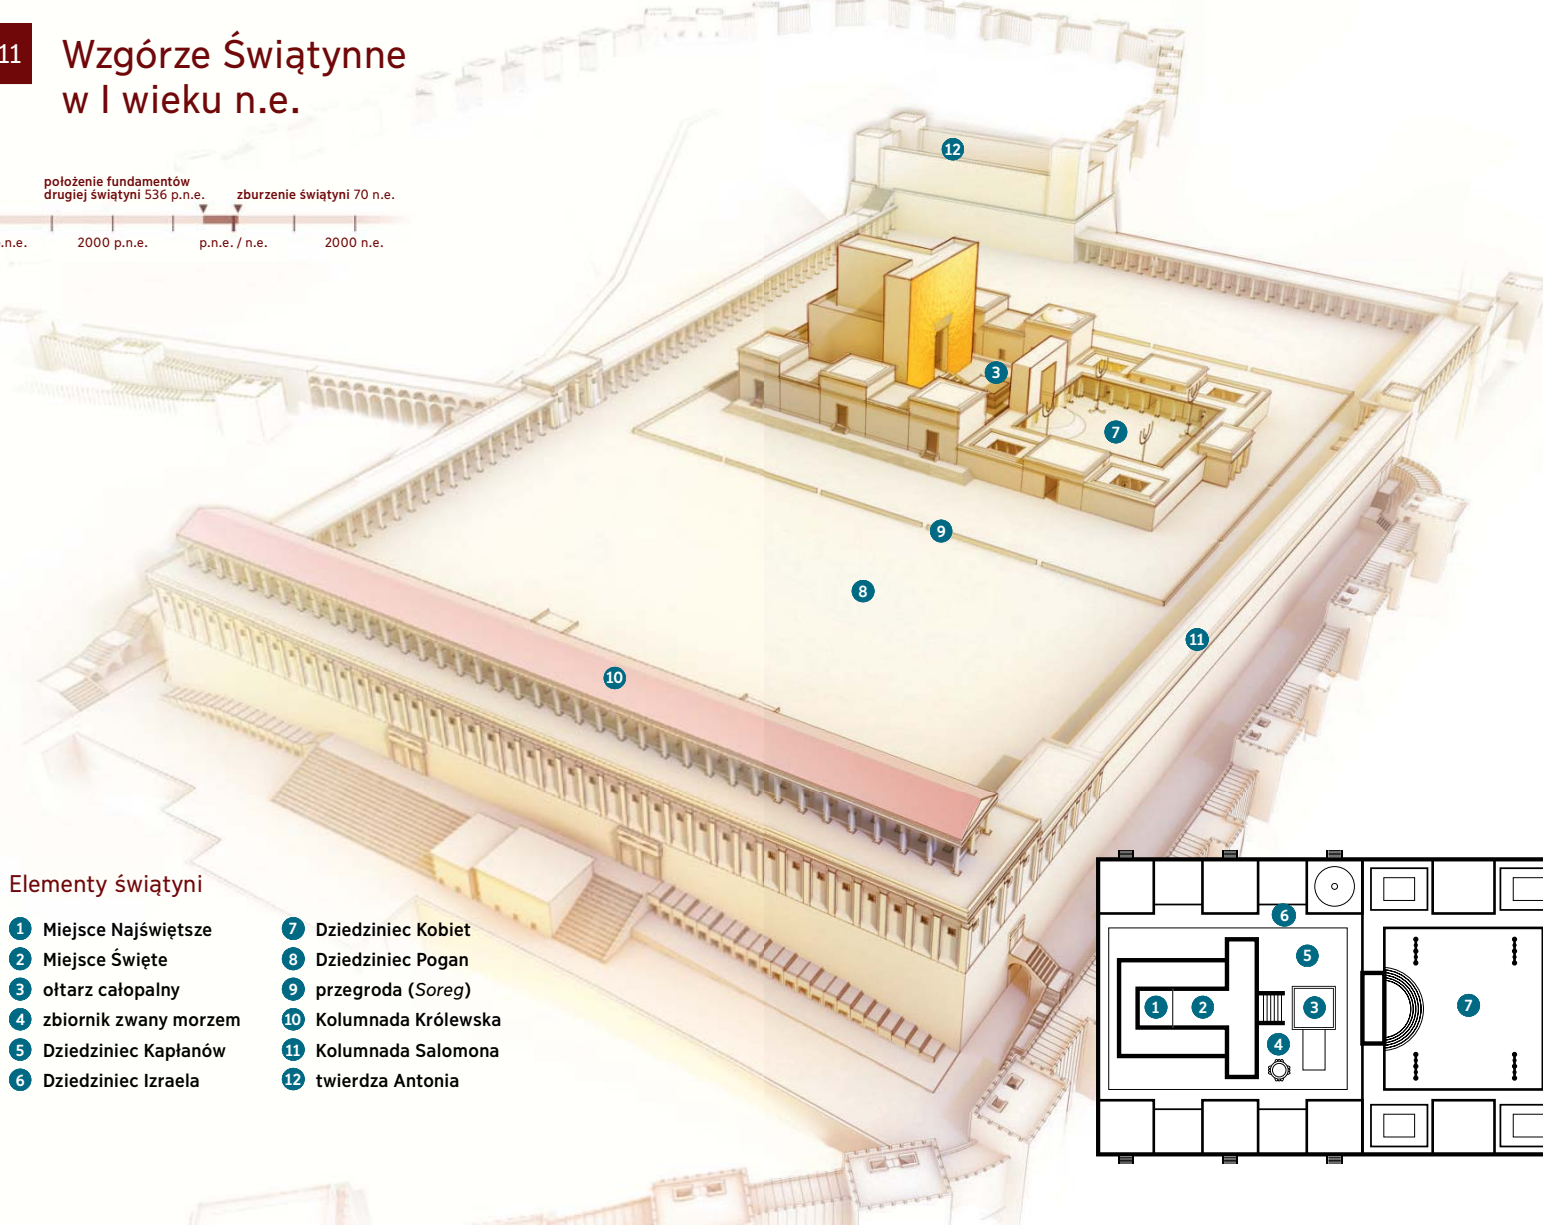 11
Wzgórze Świątynne
w I wieku n.e.
położenie fundamentów
drugiej świątyni 536 p.n.e.
zburzenie świątyni 70 n.e.
.n.e.
2000 p.n.e.
p.n.e. / n.e.
2000 n.e.
12
3
7
9
8
11
10
Elementy świątyni
1 Miejsce Najświętsze
2 Miejsce Święte
3 ołtarz całopalny
4 zbiornik zwany morzem
5 Dziedziniec Kapłanów
6 Dziedziniec Izraela
7 Dziedziniec Kobiet
8 Dziedziniec Pogan
9 przegroda (Soreg)
10 Kolumnada Królewska
11 Kolumnada Salomona
12 twierdza Antonia
6
5
1 2 3 7
4